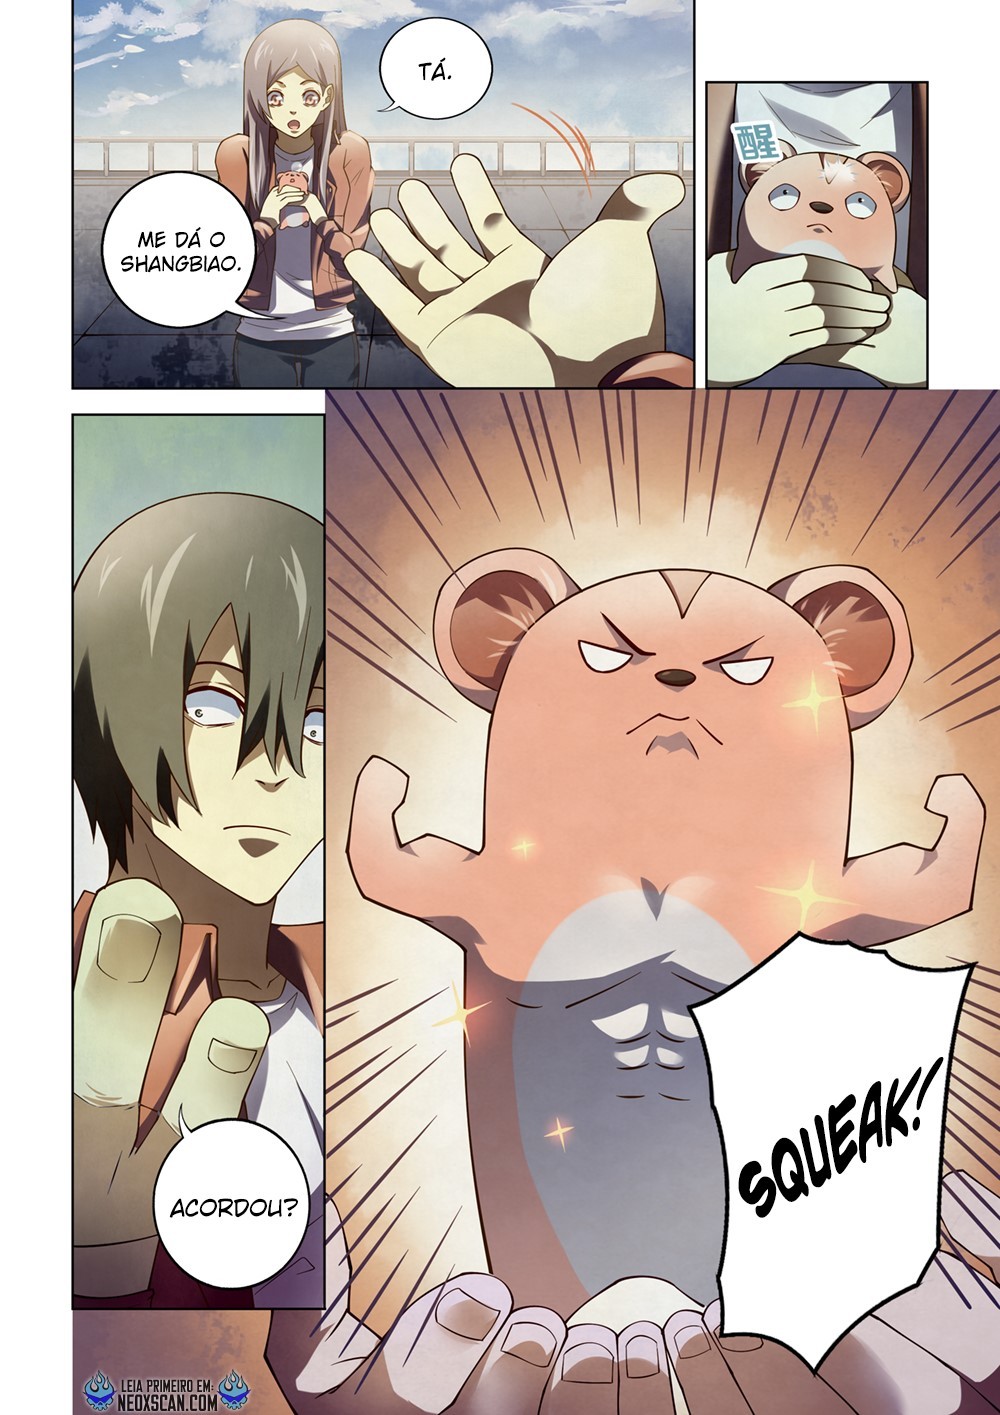 TÁ.
ME DÁ O
SHANGBIAO.
醒
ACORDOU?
SQUEAK!
LEIA PRIMEIRO EM:
NEOXSCAN.COM